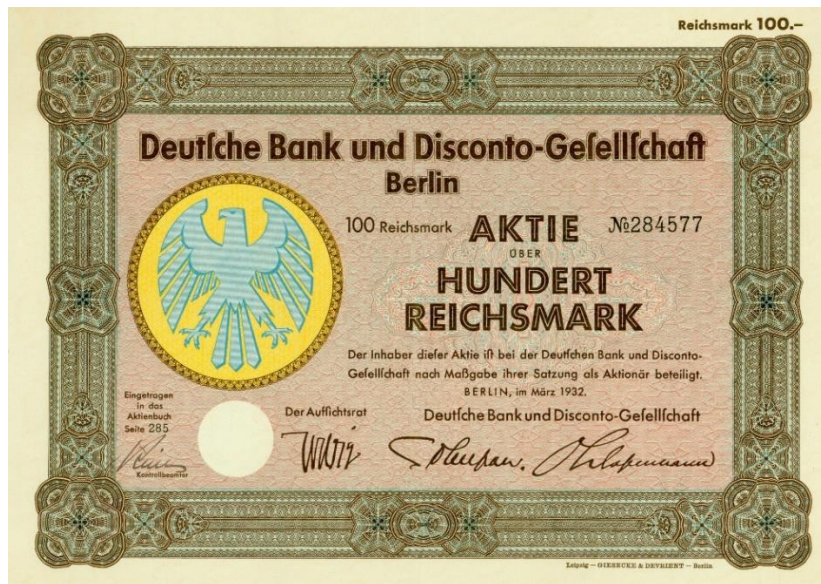 Reichsmark 100.–
Deutſche Bank und Disconto-Geſellſchaft
Berlin
100 Reichsmark AKTIE №284577
ÜBER
HUNDERT
REICHSMARK
Der Inhaber dieſer Aktie iſt bei der Deutſchen Bank und Disconto-
Geſellſchaft nach Maßgabe ihrer Satzung als Aktionär beteiligt.
BERLIN, im März 1932.
Eingetragen
in das
Aktienbuch
Seite 285
Kontrollbeamter
Der Aufſichtsrat
Deutſche Bank und Disconto-Geſellſchaft
Leipzig — GIESECKE & DEVRIENT — Berlin